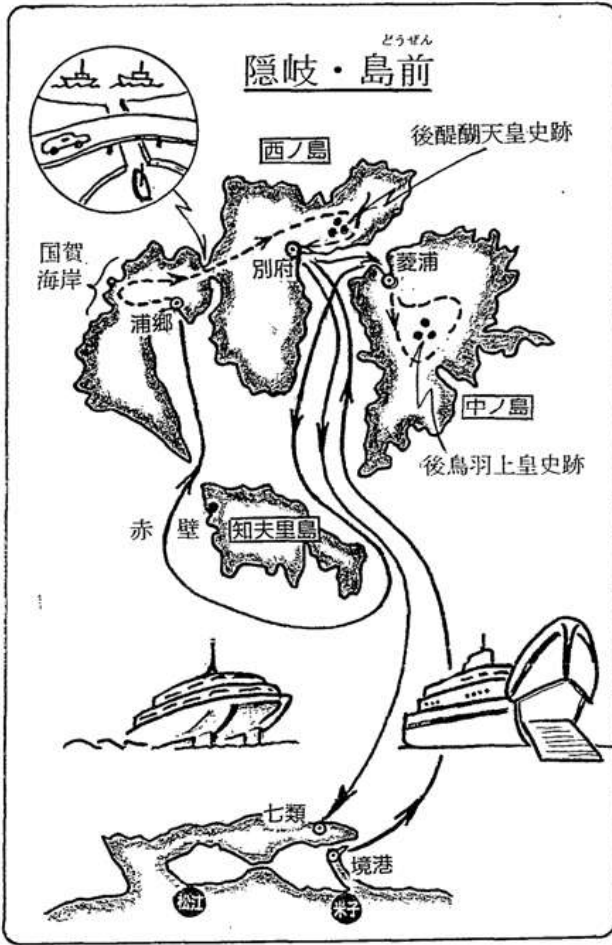 どうぜん
隠岐・島前
後醍醐天皇史跡
西ノ島
国賀
海岸
別府
菱浦
浦郷
中ノ島
後鳥羽上皇史跡
赤壁
知夫里島
七類
境港
松江
米子